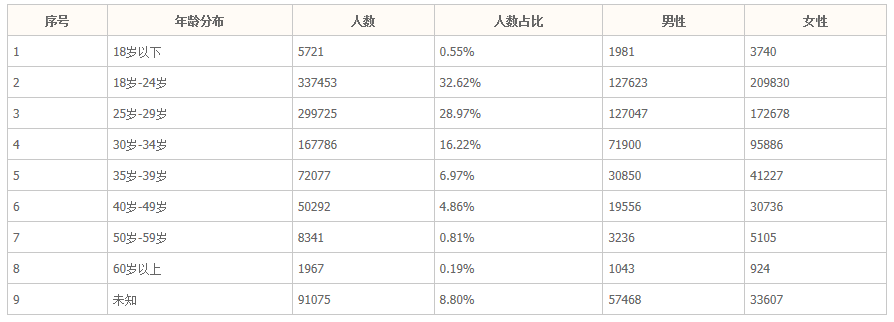 序号 年龄分布 人数 人数占比 男性 女性
1 18岁以下 5721 0.55% 1981 3740
2 18岁-24岁 337453 32.62% 127623 209830
3 25岁-29岁 299725 28.97% 127047 172678
4 30岁-34岁 167786 16.22% 71900 95886
5 35岁-39岁 72077 6.97% 30850 41227
6 40岁-49岁 50292 4.86% 19556 30736
7 50岁-59岁 8341 0.81% 3236 5105
8 60岁以上 1967 0.19% 1043 924
9 未知 91075 8.80% 57468 33607